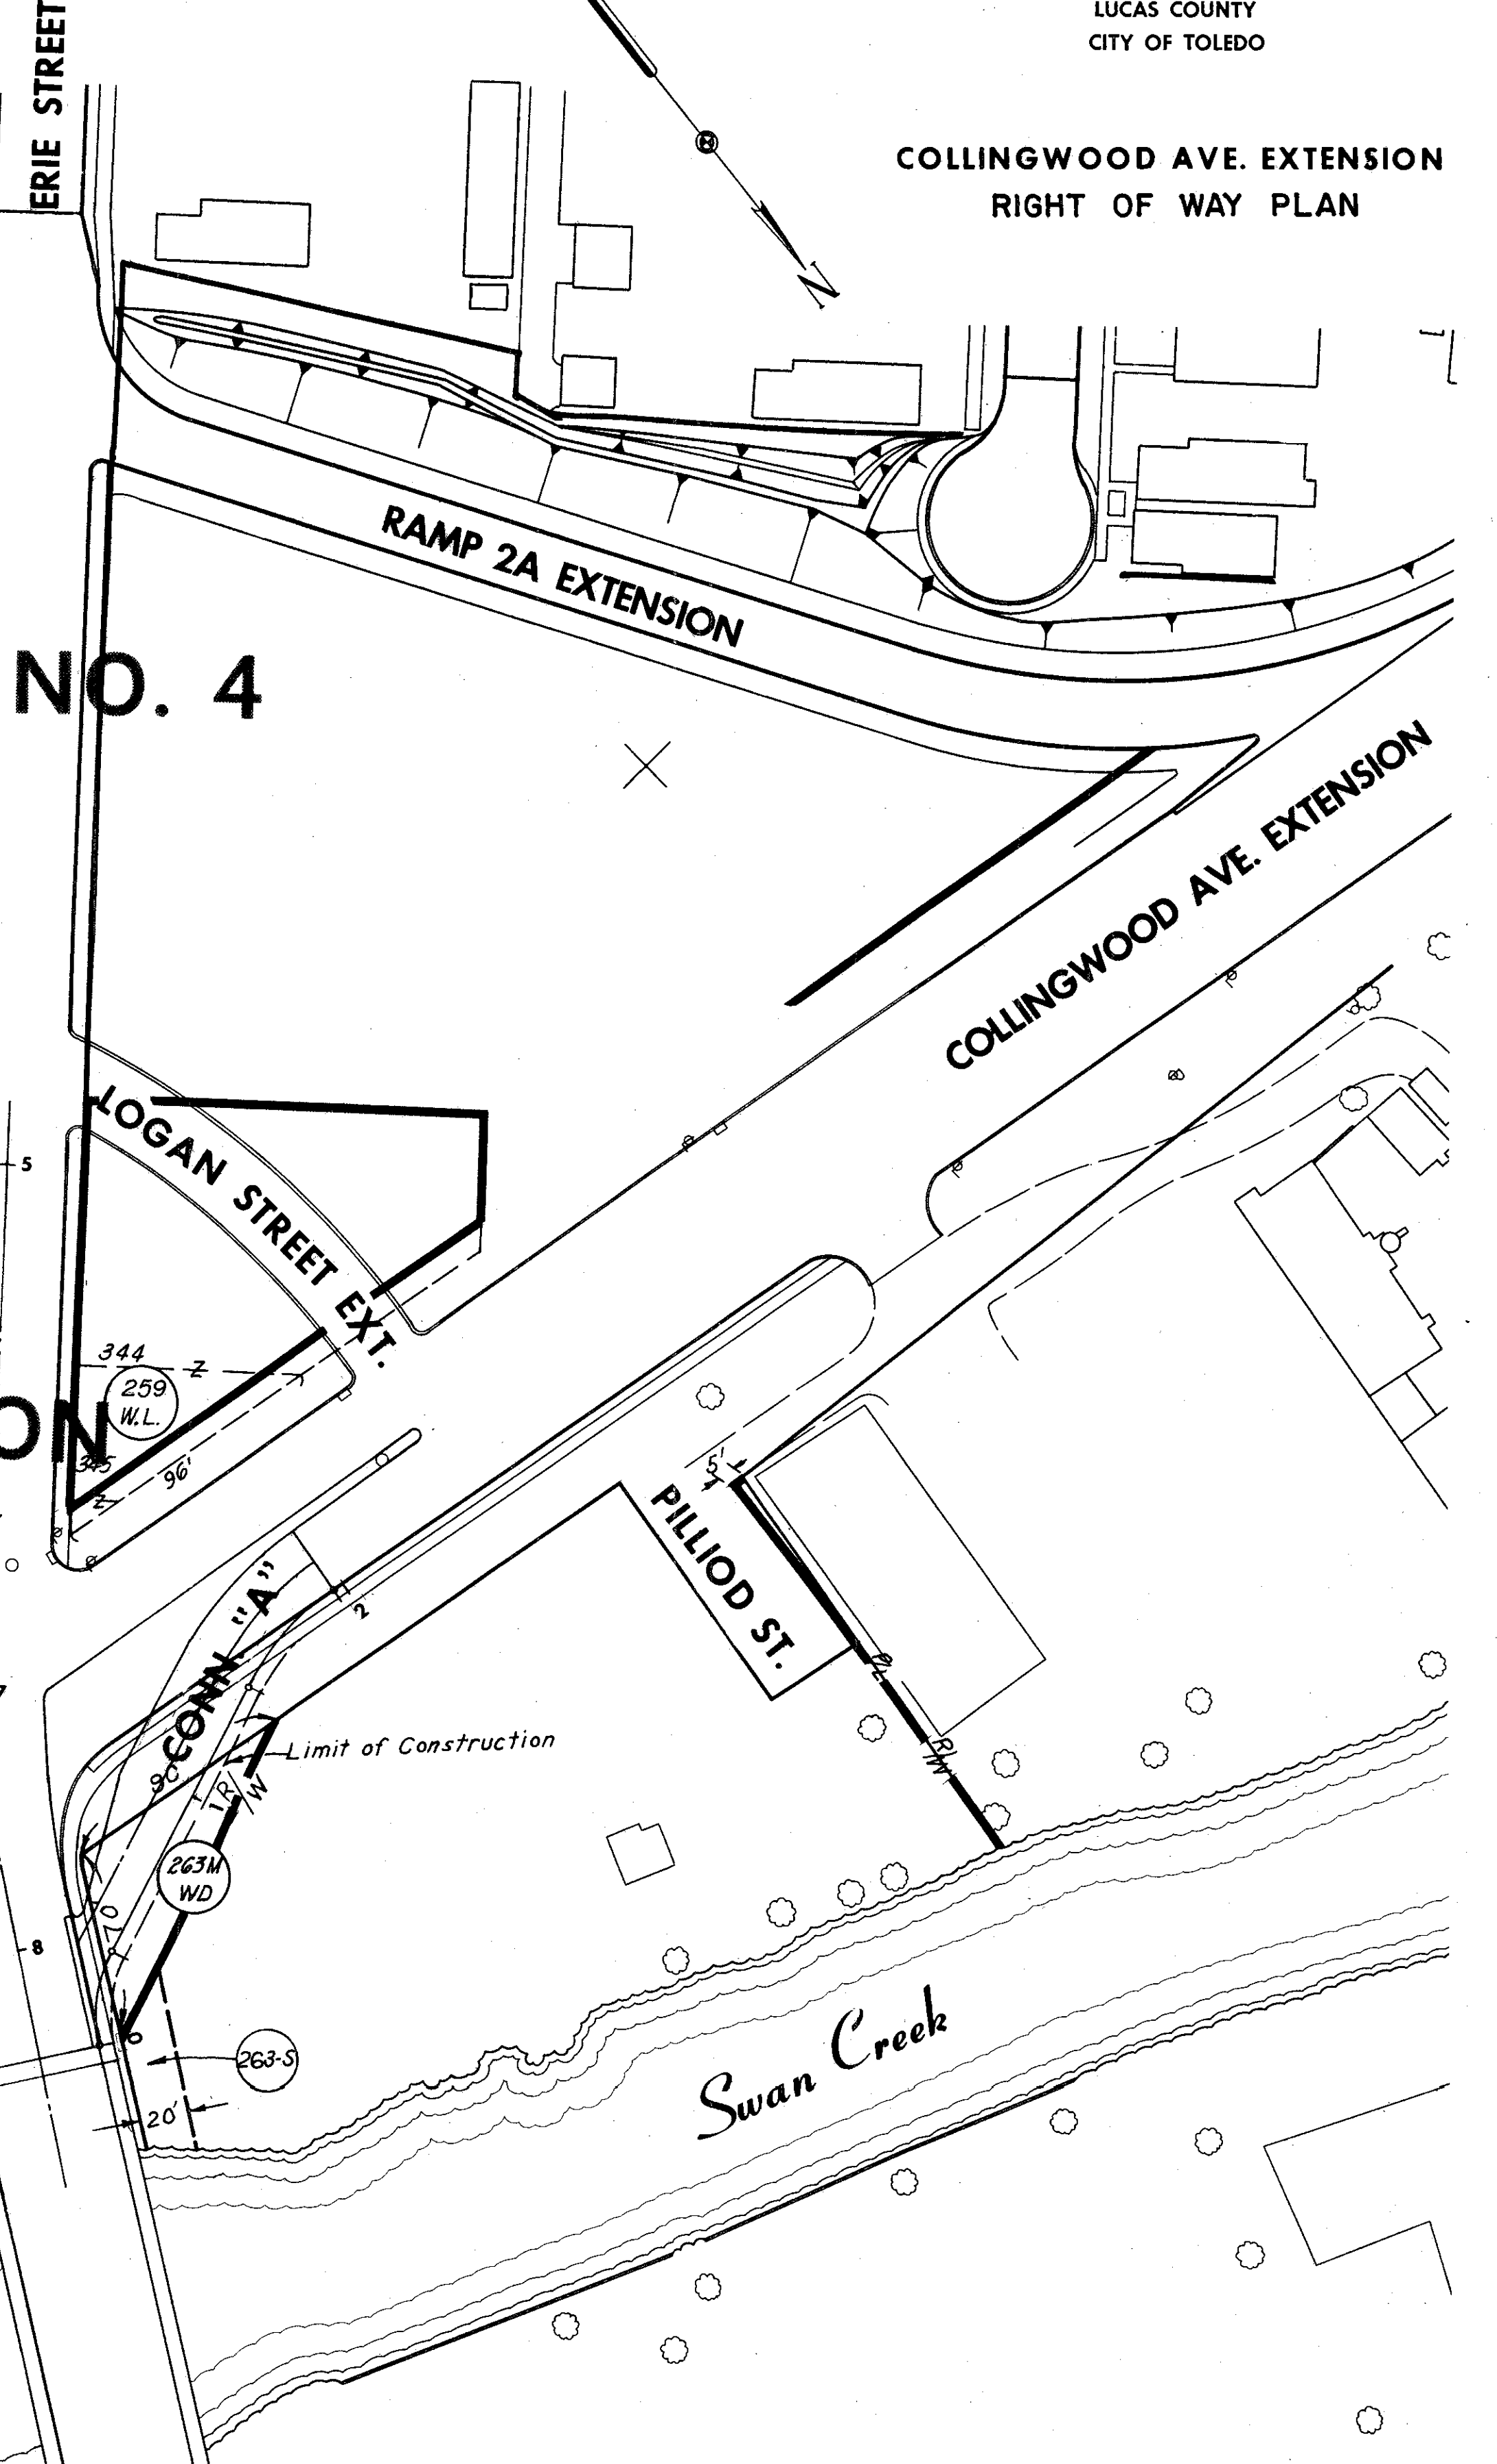 LUCAS COUNTY
CITY OF TOLEDO
COLLINGWOOD AVE. EXTENSION
RIGHT OF WAY PLAN
ERIE STREET
N
RAMP 2A EXTENSION
NO. 4
COLLINGWOOD AVE. EXTENSION
LOGAN STREET EXT.
5
344
Z
259
W.L.
ON
345
Z
96'
5'
PILLIOD ST.
CONN. "A"
2
Limit of Construction
R/W
R/W
263M
WD
70
8
263-S
20'
Swan Creek